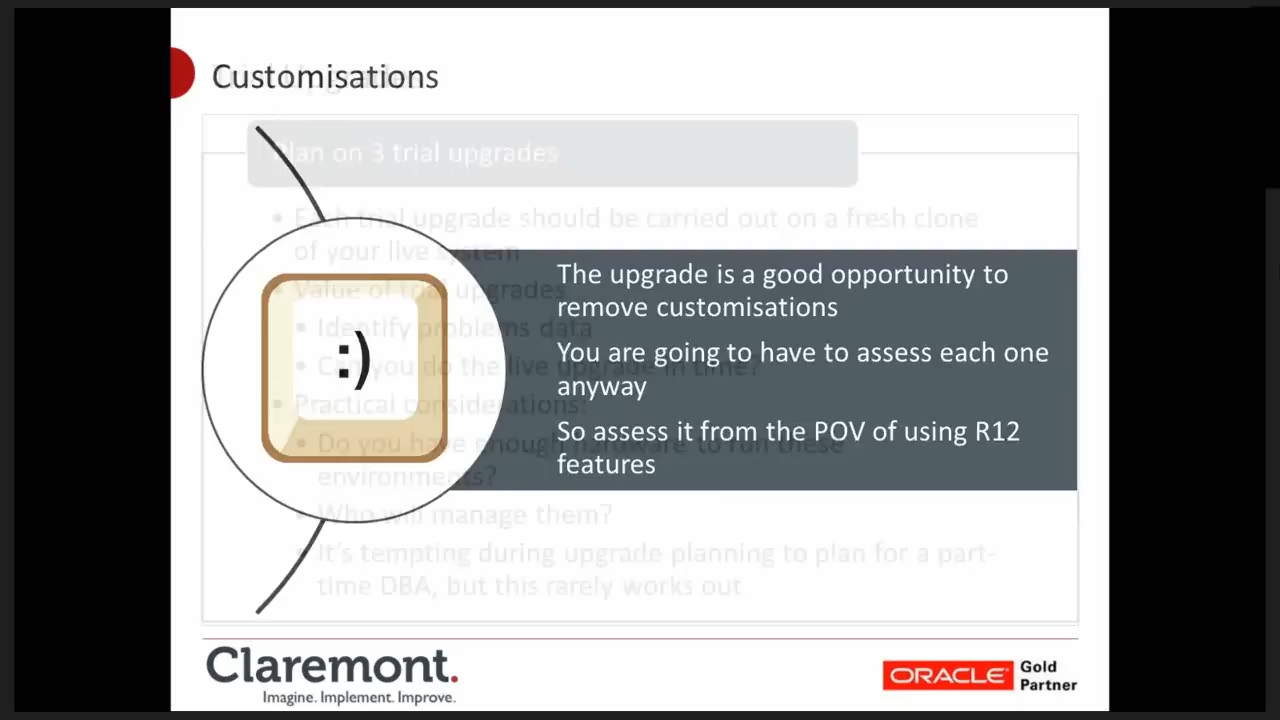 Customisations
Trial Upgrades
Plan on 3 trial upgrades
• Each trial upgrade should be carried out on a fresh clone
of your live system
• Value of trial upgrades
• Identify problems data
• Can you do the live upgrade in time?
• Practical considerations:
• Do you have enough hardware to run these
environments?
• Who will manage them?
• It's tempting during upgrade planning to plan for a part-
time DBA, but this rarely works out
:)
The upgrade is a good opportunity to
remove customisations
You are going to have to assess each one
anyway
So assess it from the POV of using R12
features
Claremont.
Imagine. Implement. Improve.
ORACLE
Gold
Partner